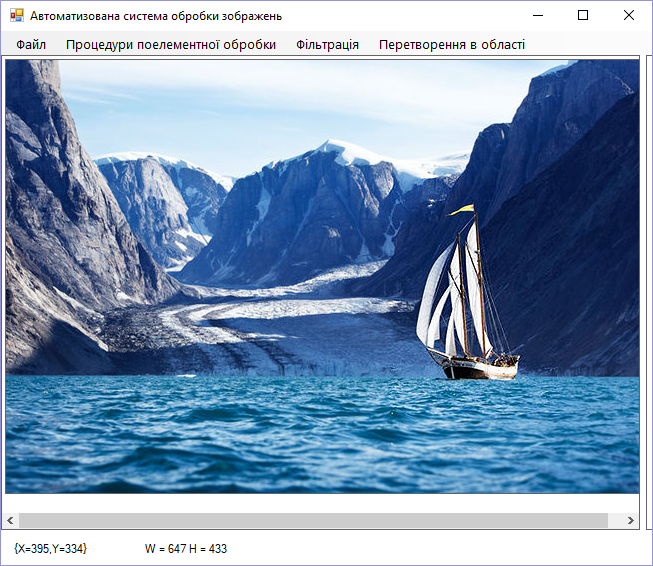 Автоматизована система обробки зображень
Файл Процедури поелементної обробки Фільтрація Перетворення в області
{X=395,Y=334} W = 647 H = 433